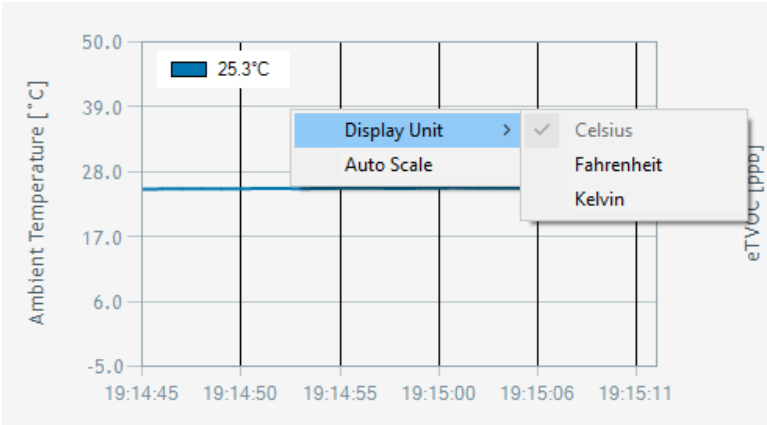 50.0
25.3°C
39.0
Display Unit
Auto Scale
Celsius
Fahrenheit
Kelvin
28.0
17.0
6.0
-5.0
Ambient Temperature [°C]
eTVOC [ppb]
19:14:45 19:14:50 19:14:55 19:15:00 19:15:06 19:15:11